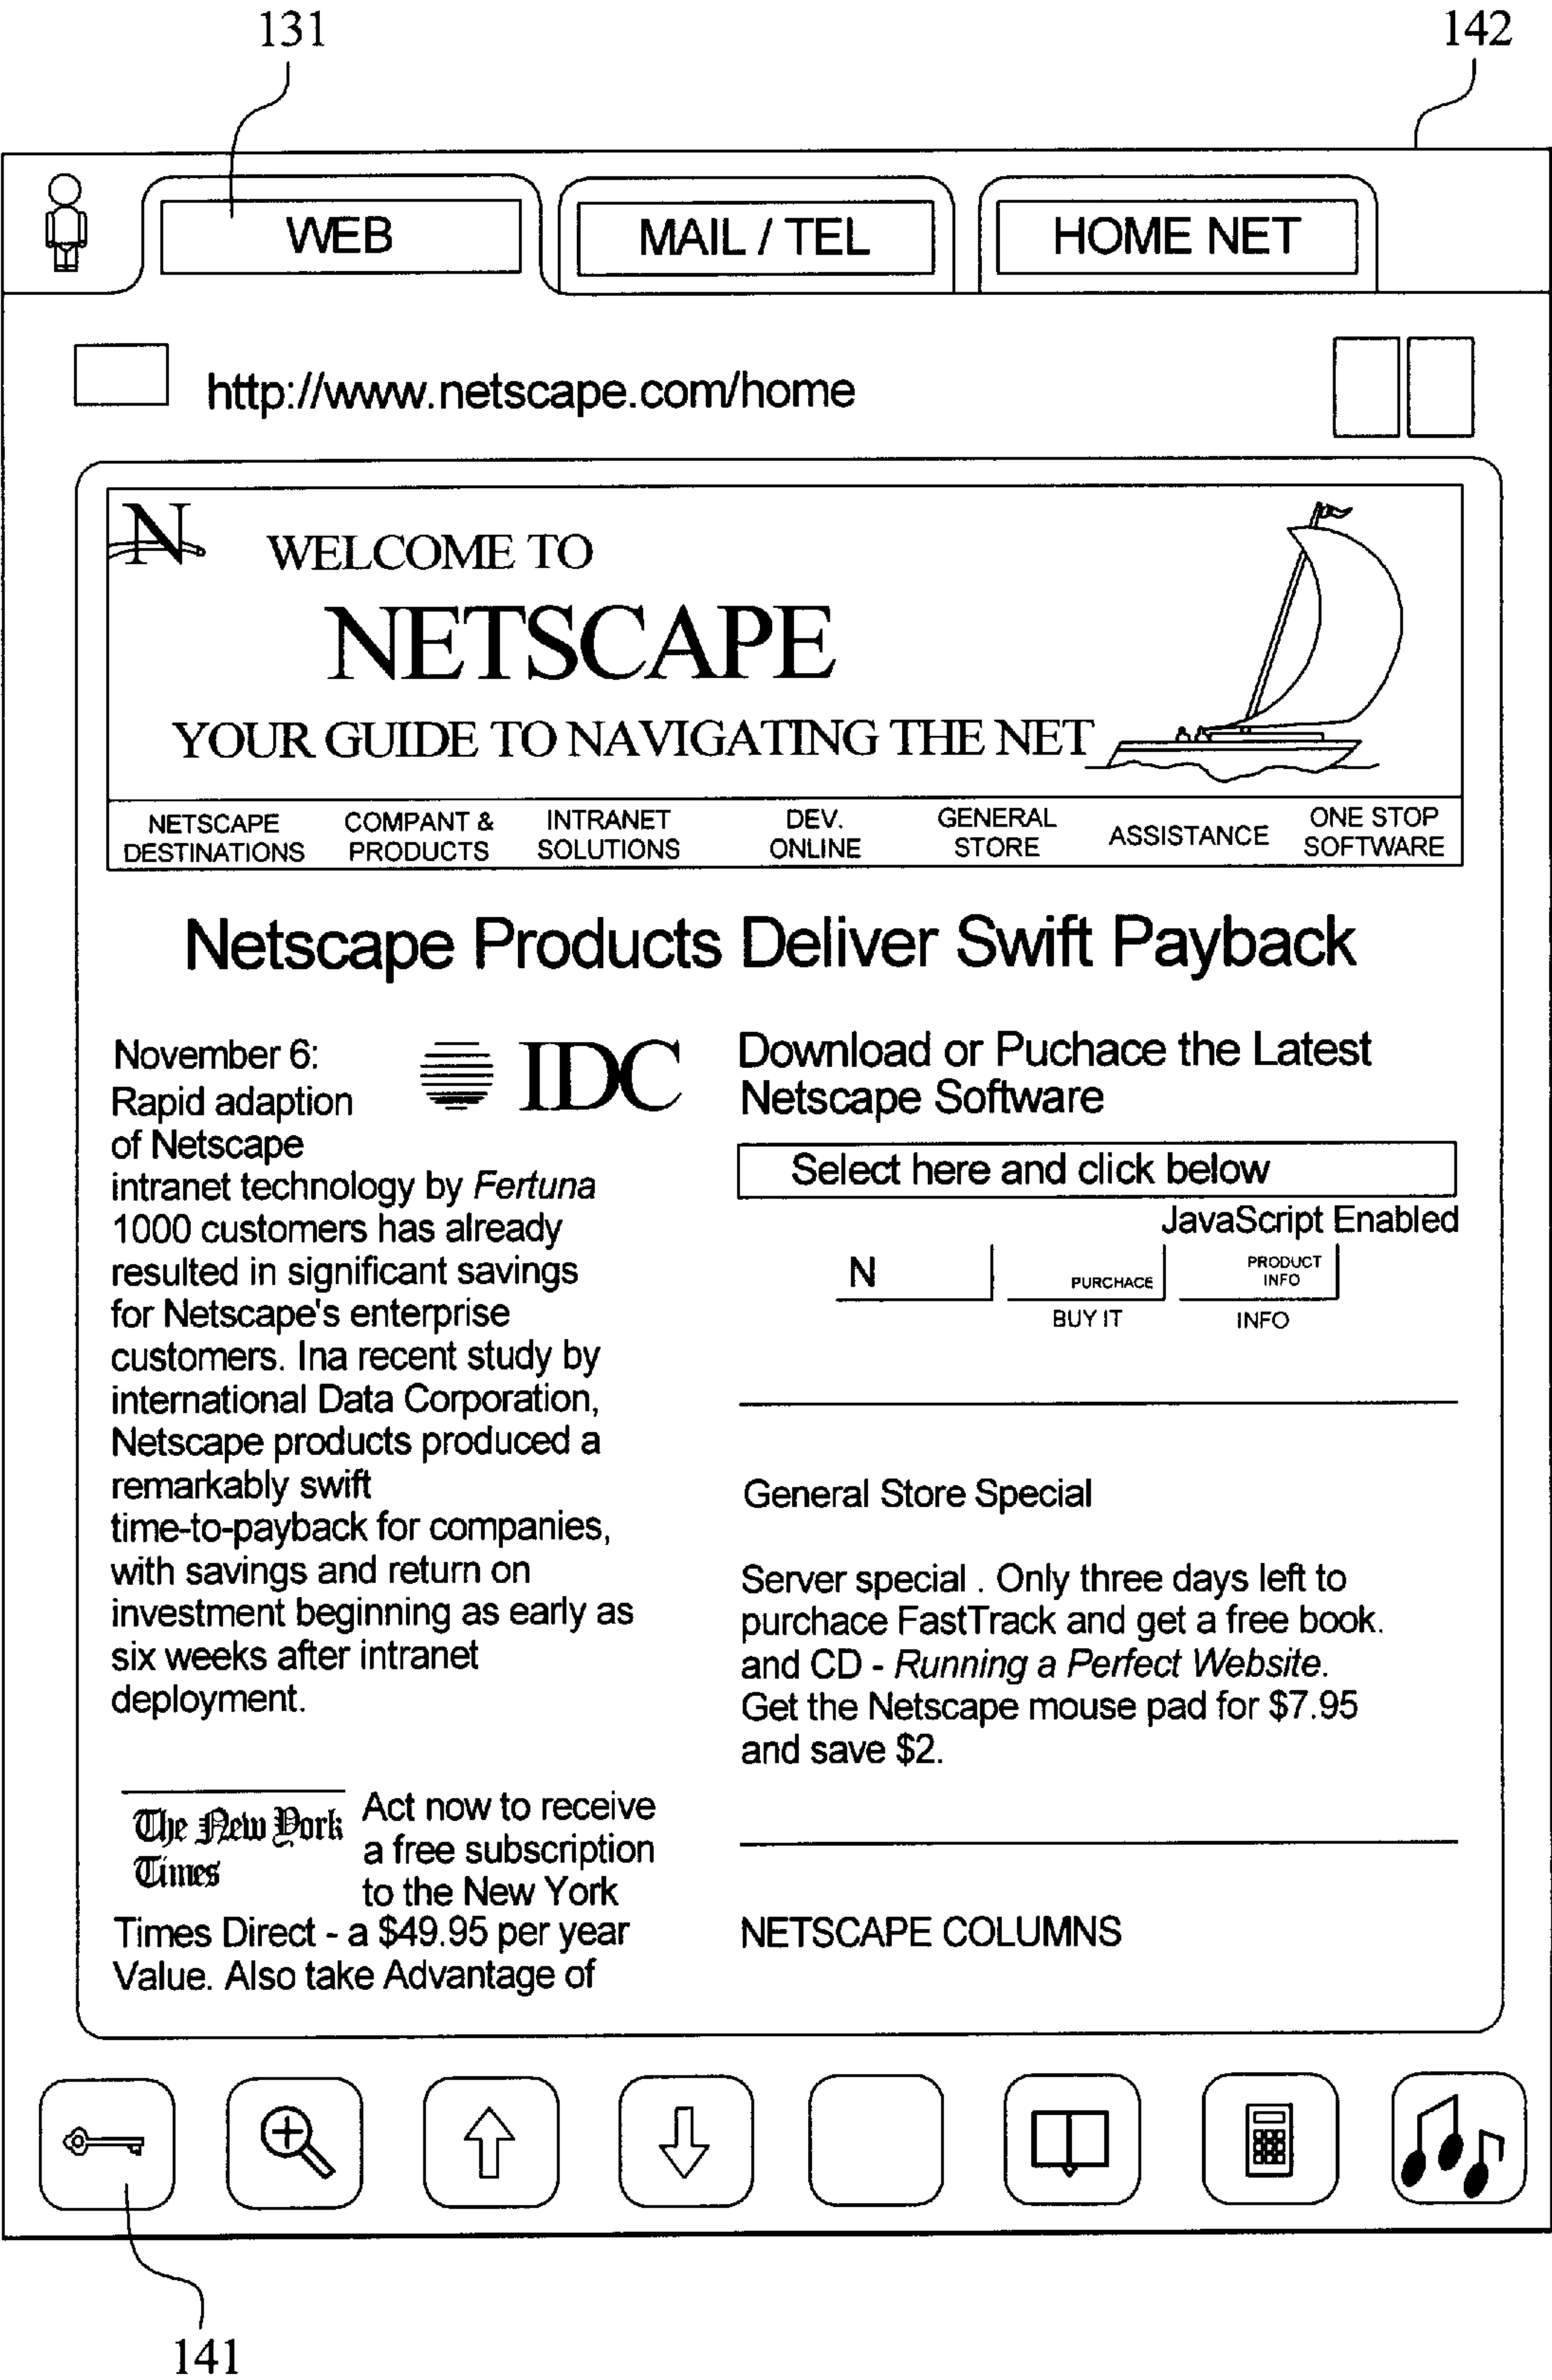 131
142
WEB
MAIL / TEL
HOME NET
http://www.netscape.com/home
N
WELCOME TO
NETSCAPE
YOUR GUIDE TO NAVIGATING THE NET
NETSCAPE DESTINATIONS
COMPANT & PRODUCTS
INTRANET SOLUTIONS
DEV. ONLINE
GENERAL STORE
ASSISTANCE
ONE STOP SOFTWARE
Netscape Products Deliver Swift Payback
November 6:
IDC
Rapid adaption
of Netscape
intranet technology by Fertuna
1000 customers has already
resulted in significant savings
for Netscape's enterprise
customers. Ina recent study by
international Data Corporation,
Netscape products produced a
remarkably swift
time-to-payback for companies,
with savings and return on
investment beginning as early as
six weeks after intranet
deployment.
The New York
Times
Act now to receive
a free subscription
to the New York
Times Direct - a $49.95 per year
Value. Also take Advantage of
Download or Puchace the Latest
Netscape Software
Select here and click below
JavaScript Enabled
N
PURCHACE
PRODUCT
INFO
BUY IT
INFO
General Store Special
Server special . Only three days left to
purchace FastTrack and get a free book.
and CD - Running a Perfect Website.
Get the Netscape mouse pad for $7.95
and save $2.
NETSCAPE COLUMNS
141